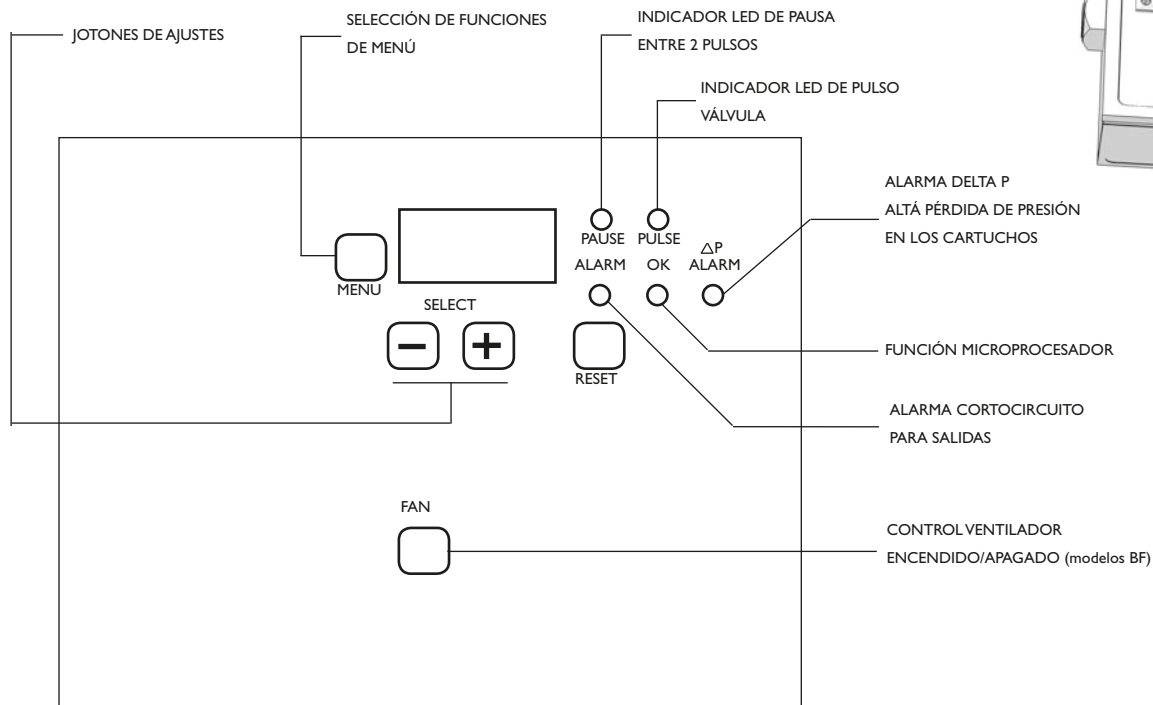 JOTONES DE AJUSTES
SELECCIÓN DE FUNCIONES
DE MENÚ
INDICADOR LED DE PAUSA
ENTRE 2 PULSOS
INDICADOR LED DE PULSO
VÁLVULA
ALARMA DELTA P
ALTÁ PÉRDIDA DE PRESIÓN
EN LOS CARTUCHOS
PAUSE PULSE
ALARM OK △P ALARM
MENU
SELECT
RESET
FUNCIÓN MICROPROCESADOR
ALARMA CORTOCIRCUITO
PARA SALIDAS
FAN
CONTROL VENTILADOR
ENCENDIDO/APAGADO (modelos BF)